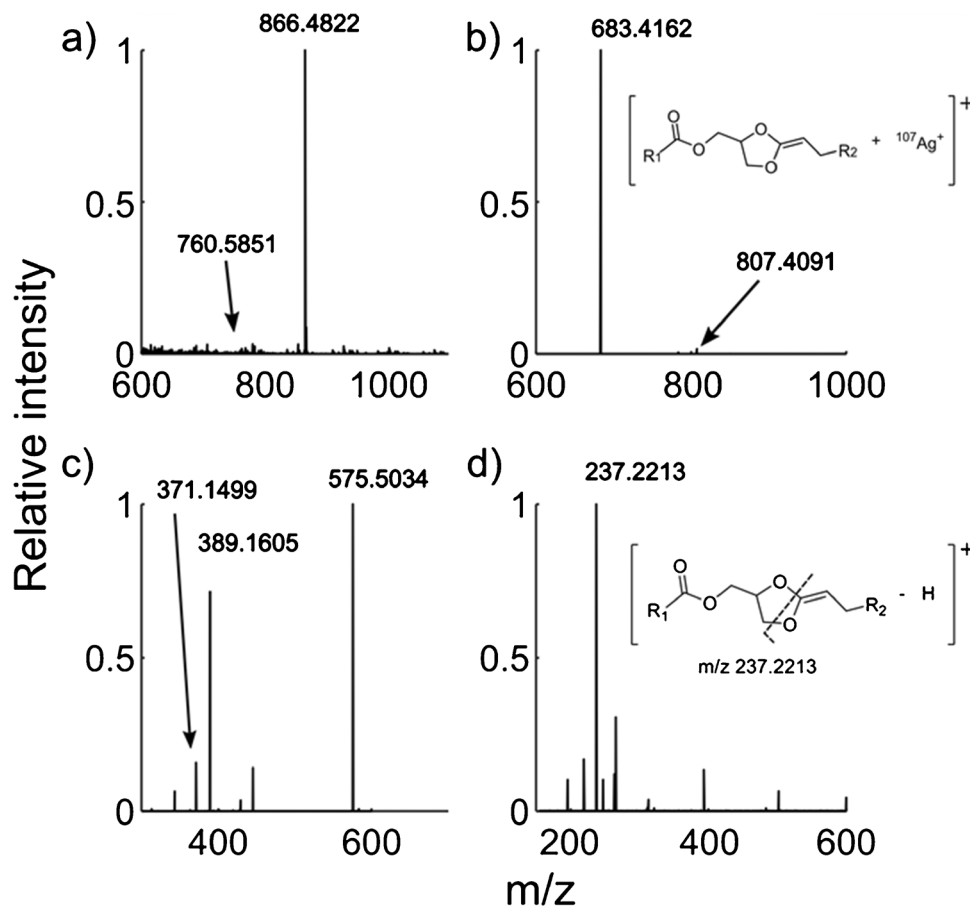 a)
866.4822
1
760.5851
0.5
0
600
800
1000
b)
683.4162
1
O
R1
O
O
O
R2
+
107Ag+
+
0.5
807.4091
0
600
800
1000
Relative intensity
c)
371.1499
575.5034
1
389.1605
0.5
0
400
600
d)
237.2213
1
O
R1
O
O
O
R2
- H
+
m/z 237.2213
0.5
0
200
400
600
m/z